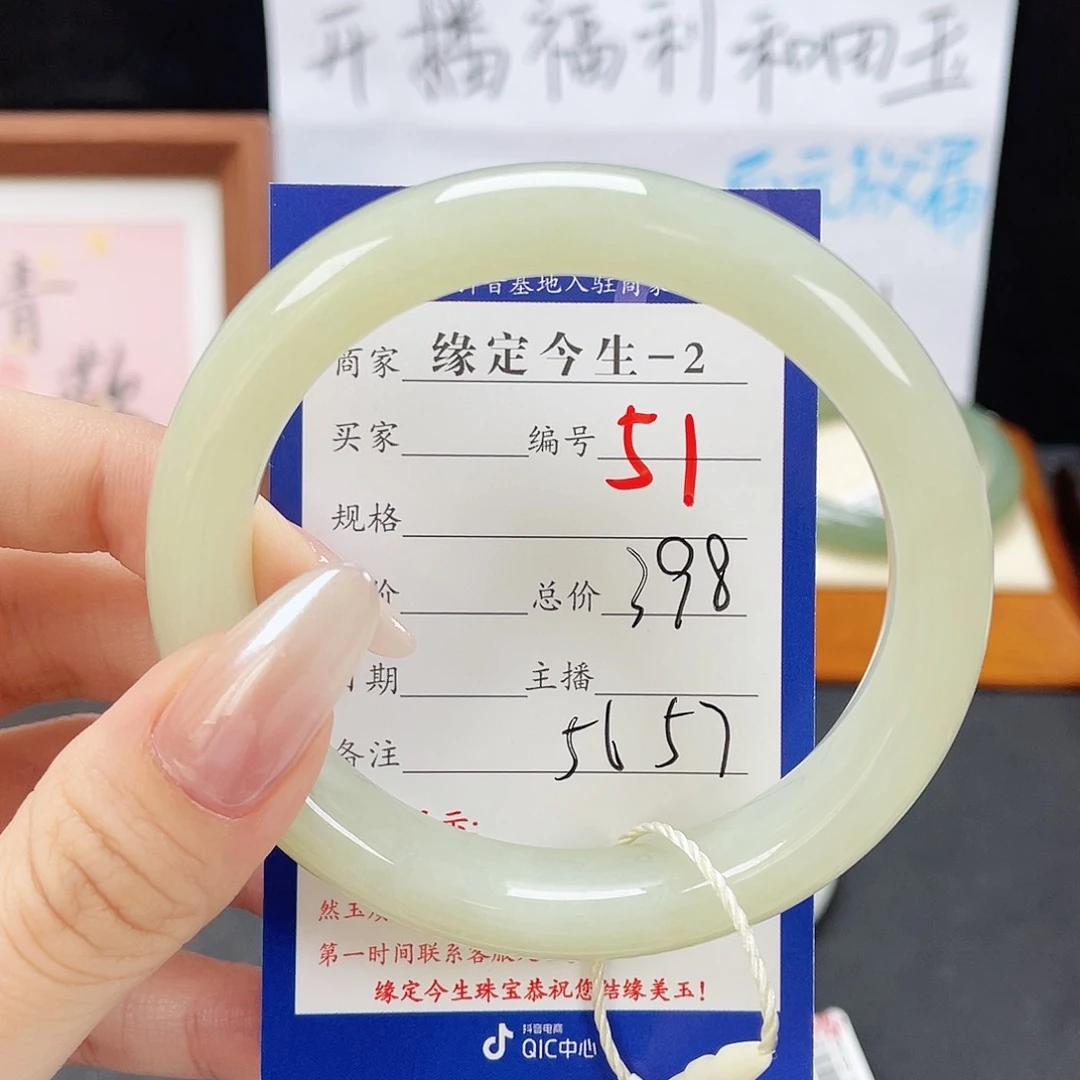 开播福利和田玉
青
基地入驻商家
商家 缘定今生-2
买家 编号 51
规格
价 总价 398
期 主播
备注 56 57
示:
然玉
第一时间联系客服
缘定今生珠宝恭祝您结缘美玉!
抖音电商
QIC中心